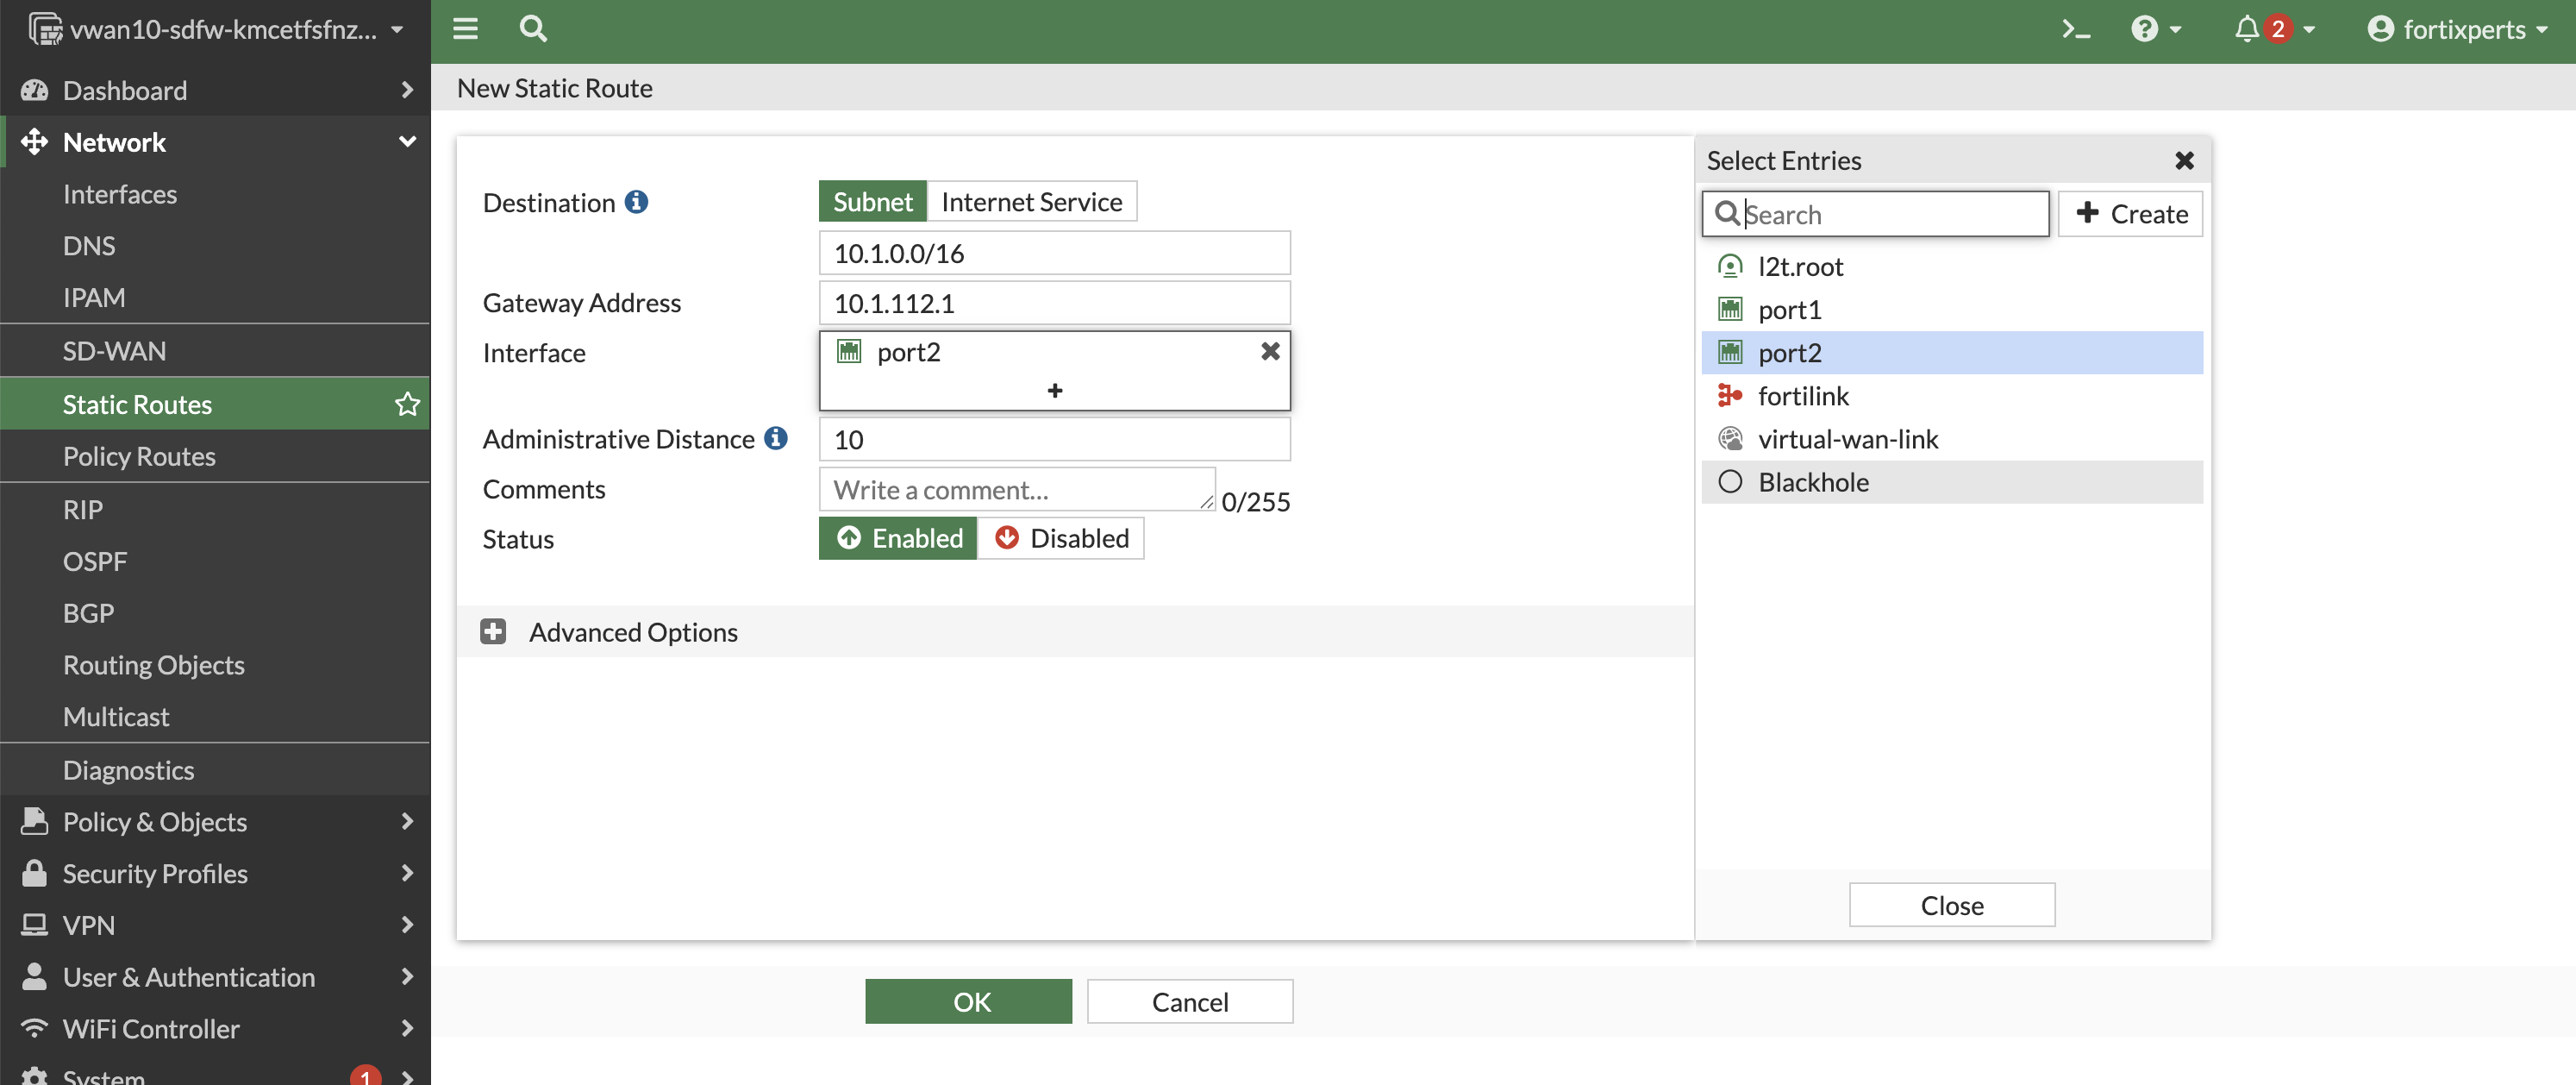 vwan10-sdfw-kmcetfsfnz...
2
fortixperts
Dashboard
Network
Interfaces
DNS
IPAM
SD-WAN
Static Routes
Policy Routes
RIP
OSPF
BGP
Routing Objects
Multicast
Diagnostics
Policy & Objects
Security Profiles
VPN
User & Authentication
WiFi Controller
System
1
New Static Route
Destination
Subnet
Internet Service
10.1.0.0/16
Gateway Address
10.1.112.1
Interface
port2
Administrative Distance
10
Comments
Write a comment...
0/255
Status
Enabled
Disabled
Advanced Options
OK
Cancel
Select Entries
Search
Create
l2t.root
port1
port2
fortilink
virtual-wan-link
Blackhole
Close